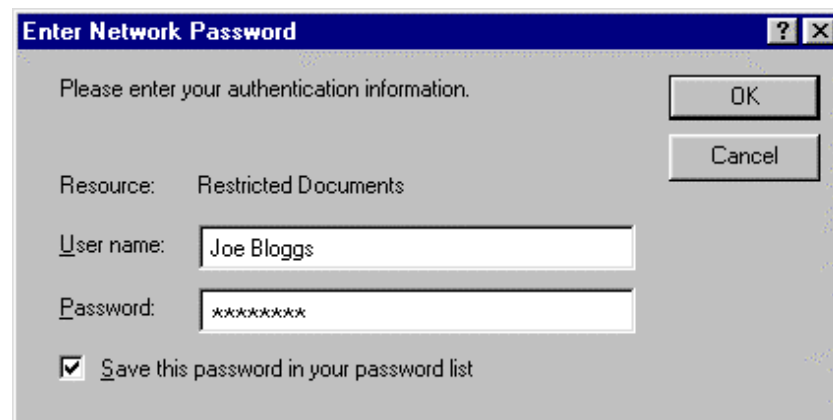 Enter Network Password
Please enter your authentication information.
OK
Cancel
Resource: Restricted Documents
User name: Joe Bloggs
Password: ********
Save this password in your password list